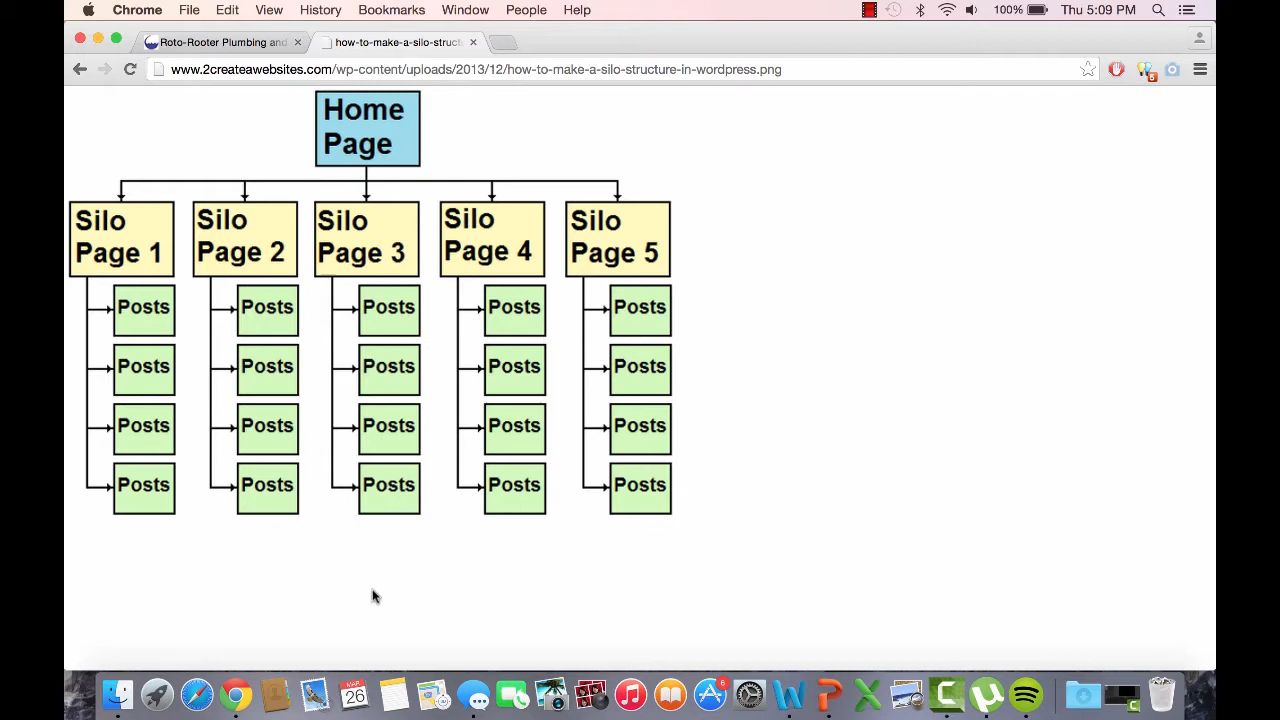 Chrome File Edit View History Bookmarks Window People Help 100% Thu 5:09 PM
Roto-Rooter Plumbing and how-to-make-a-silo-struct
www.2createawebsites.com/wp-content/uploads/2013/12/how-to-make-a-silo-structure-in-wordpress.png
5
Home
Page
Silo Silo Silo Silo Silo
Page 1 Page 2 Page 3 Page 4 Page 5
Posts Posts Posts Posts Posts
Posts Posts Posts Posts Posts
Posts Posts Posts Posts Posts
Posts Posts Posts Posts Posts
MAR
26
6